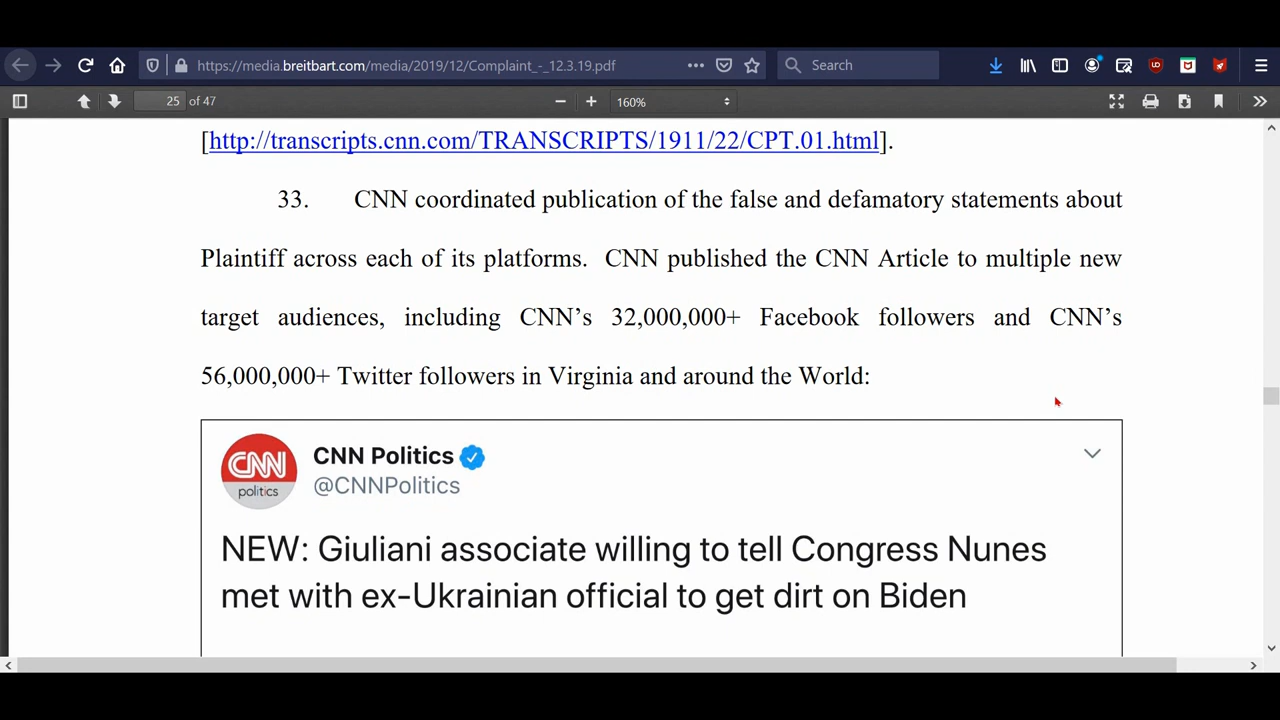 https://media.breitbart.com/media/2019/12/Complaint_-_12.3.19.pdf
Search
25 of 47
160%
[http://transcripts.cnn.com/TRANSCRIPTS/1911/22/CPT.01.html].
33. CNN coordinated publication of the false and defamatory statements about
Plaintiff across each of its platforms. CNN published the CNN Article to multiple new
target audiences, including CNN’s 32,000,000+ Facebook followers and CNN’s
56,000,000+ Twitter followers in Virginia and around the World:
CNN
politics
CNN Politics
@CNNPolitics
NEW: Giuliani associate willing to tell Congress Nunes
met with ex-Ukrainian official to get dirt on Biden